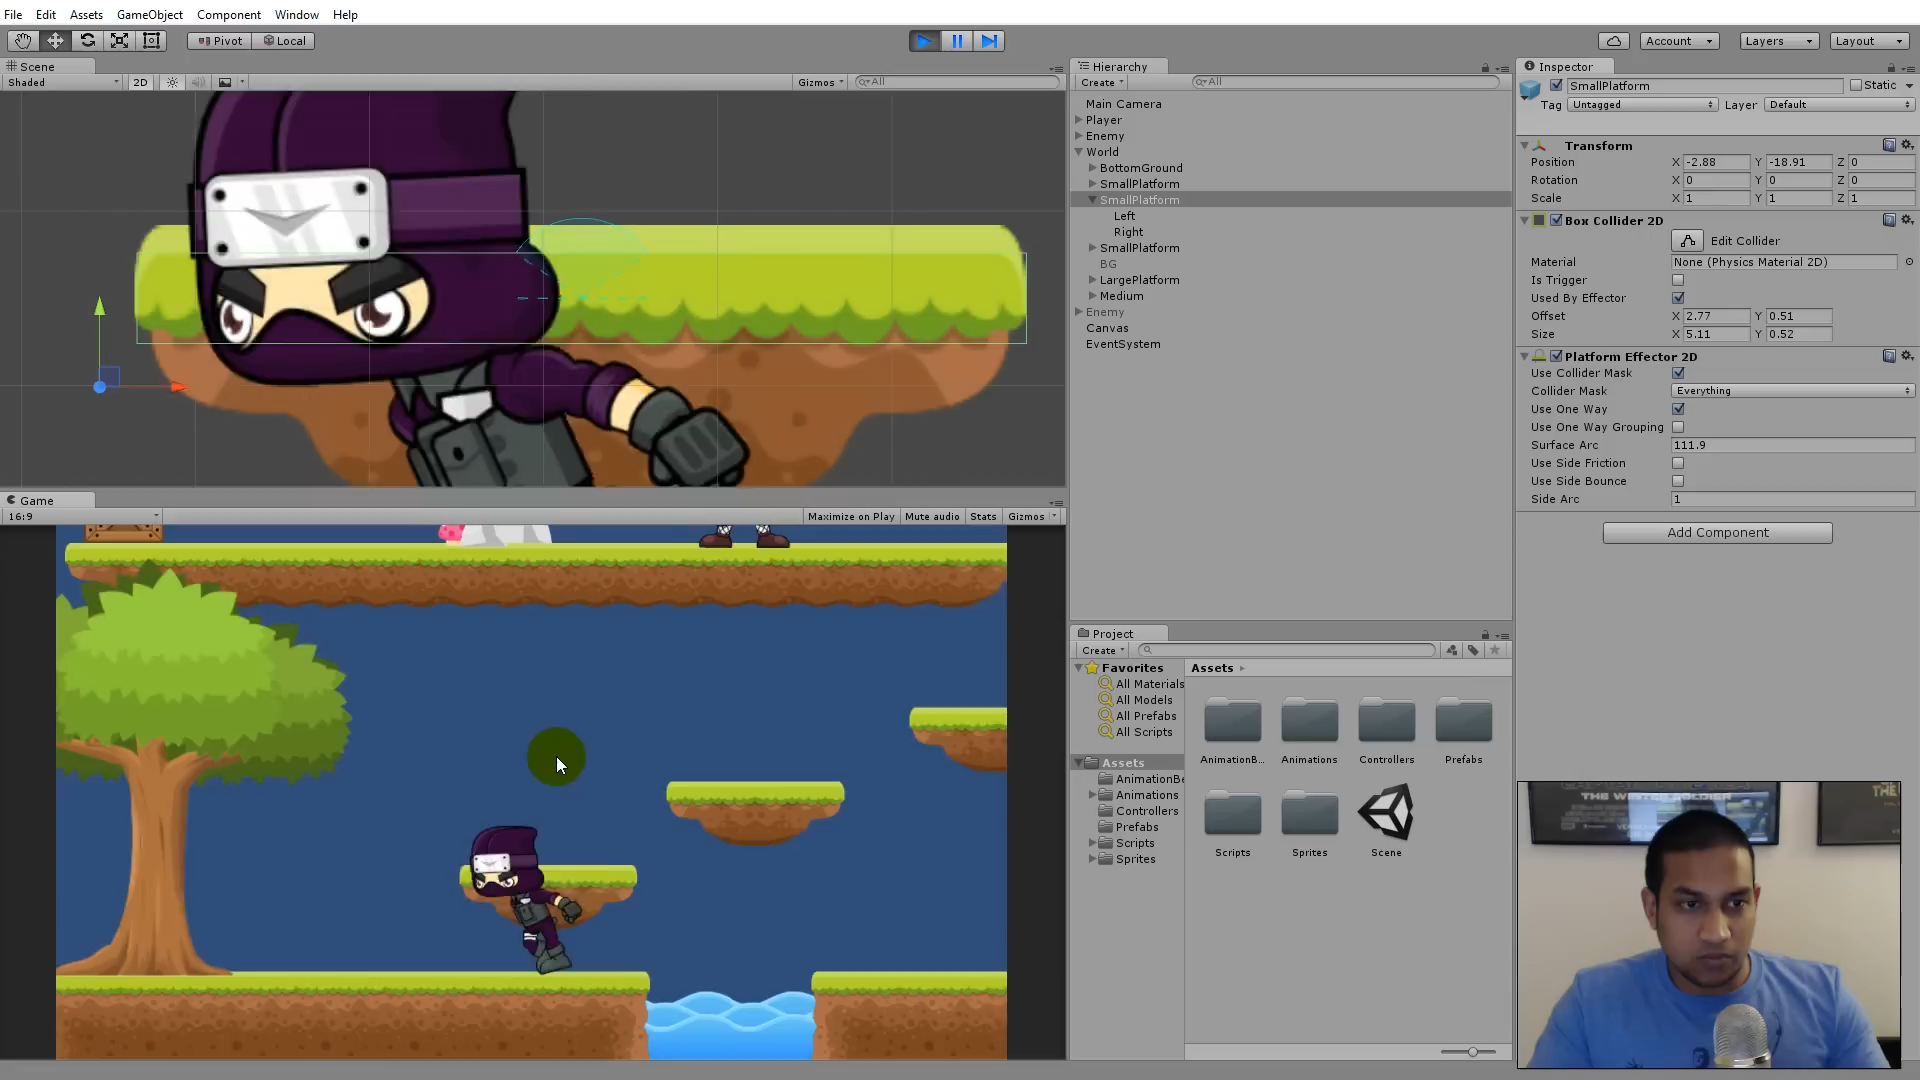 File Edit Assets GameObject Component Window Help
Pivot Local Account Layers Layout
Scene
Shaded 2D Gizmos All
Game
16:9 Maximize on Play Mute audio Stats Gizmos
Hierarchy
Create All
Main Camera
Player
Enemy
World
BottomGround
SmallPlatform
SmallPlatform
Left
Right
SmallPlatform
BG
LargePlatform
Medium
Enemy
Canvas
EventSystem
Project
Create
Favorites
All Materials
All Models
All Prefabs
All Scripts
Assets
AnimationBe
Animations
Controllers
Prefabs
Scripts
Sprites
Assets
AnimationB... Animations Controllers Prefabs
Scripts Sprites Scene
Inspector
SmallPlatform Static
Tag Untagged Layer Default
Transform
Position X -2.88 Y -18.91 Z 0
Rotation X 0 Y 0 Z 0
Scale X 1 Y 1 Z 1
Box Collider 2D
Edit Collider
Material None (Physics Material 2D)
Is Trigger
Used By Effector
Offset X 2.77 Y 0.51
Size X 5.11 Y 0.52
Platform Effector 2D
Use Collider Mask
Collider Mask Everything
Use One Way
Use One Way Grouping
Surface Arc 111.9
Use Side Friction
Use Side Bounce
Side Arc 1
Add Component